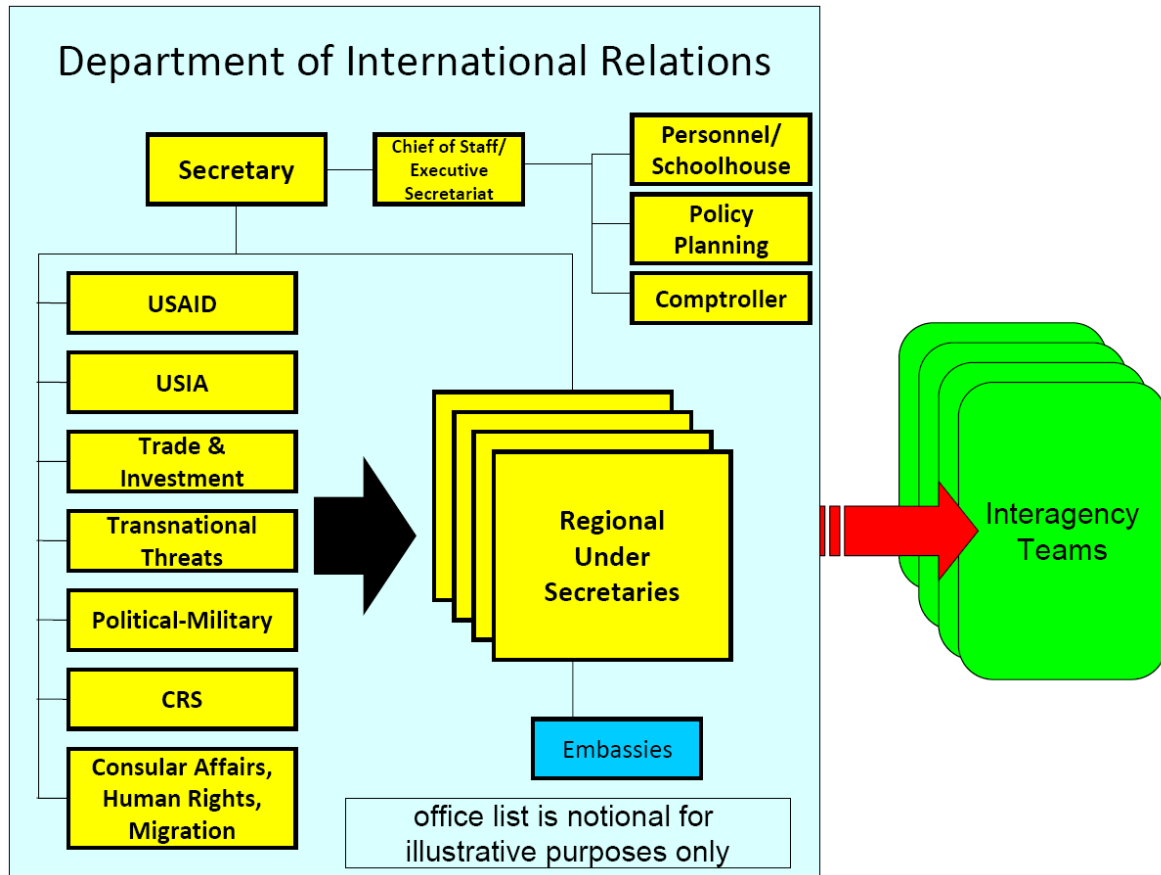 Department of International Relations
Secretary
Chief of Staff/
Executive
Secretariat
Personnel/
Schoolhouse
Policy
Planning
Comptroller
USAID
USIA
Trade &
Investment
Transnational
Threats
Political-Military
CRS
Consular Affairs,
Human Rights,
Migration
Regional
Under
Secretaries
Embassies
Interagency
Teams
office list is notional for
illustrative purposes only